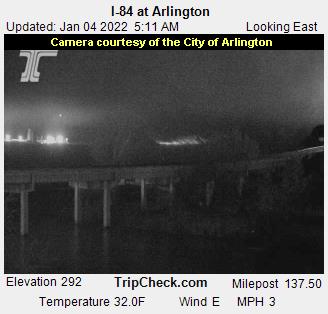 I-84 at Arlington
Updated: Jan 04 2022 5:11 AM Looking East
Camera courtesy of the City of Arlington
Elevation 292 TripCheck.com Milepost 137.50
Temperature 32.0F Wind E MPH 3